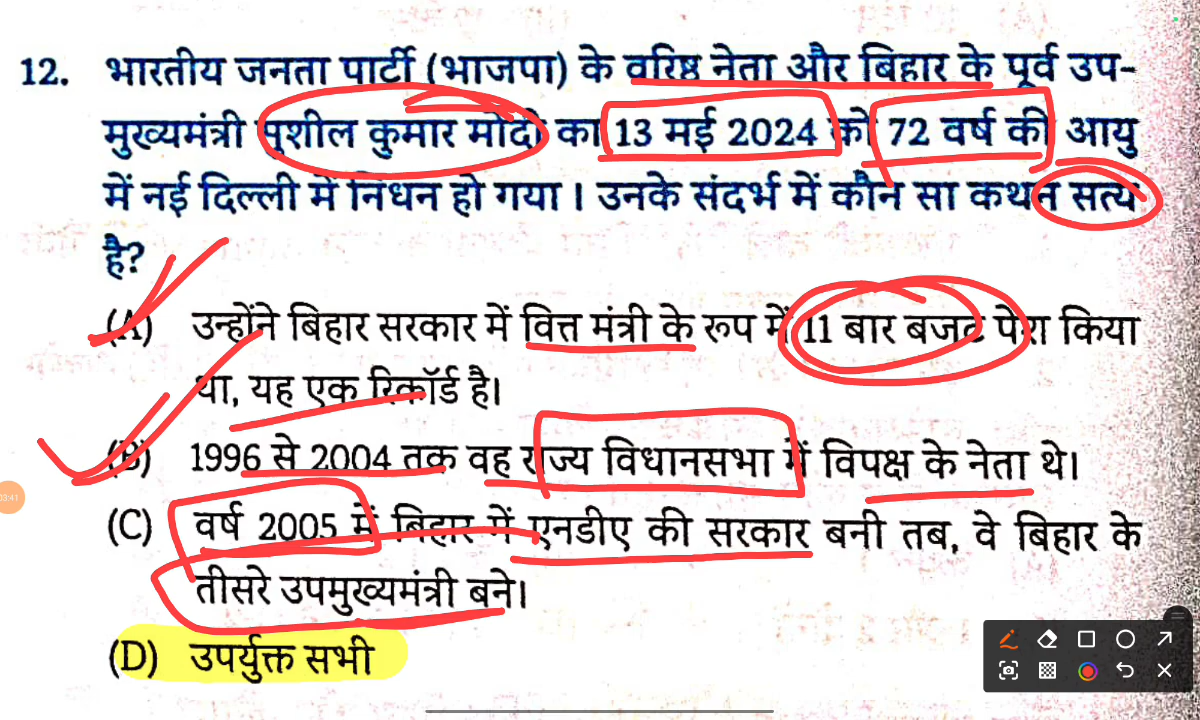 12. भारतीय जनता पार्टी (भाजपा) के वरिष्ठ नेता और बिहार के पूर्व उप-
मुख्यमंत्री सुशील कुमार मोदी का 13 मई 2024 को 72 वर्ष की आयु
में नई दिल्ली में निधन हो गया। उनके संदर्भ में कौन सा कथन सत्य
है?
(A) उन्होंने बिहार सरकार में वित्त मंत्री के रूप में 11 बार बजट पेश किया
था, यह एक रिकॉर्ड है।
(B) 1996 से 2004 तक वह राज्य विधानसभा में विपक्ष के नेता थे।
(C) वर्ष 2005 में बिहार में एनडीए की सरकार बनी तब, वे बिहार के
तीसरे उपमुख्यमंत्री बने।
(D) उपर्युक्त सभी
03:41